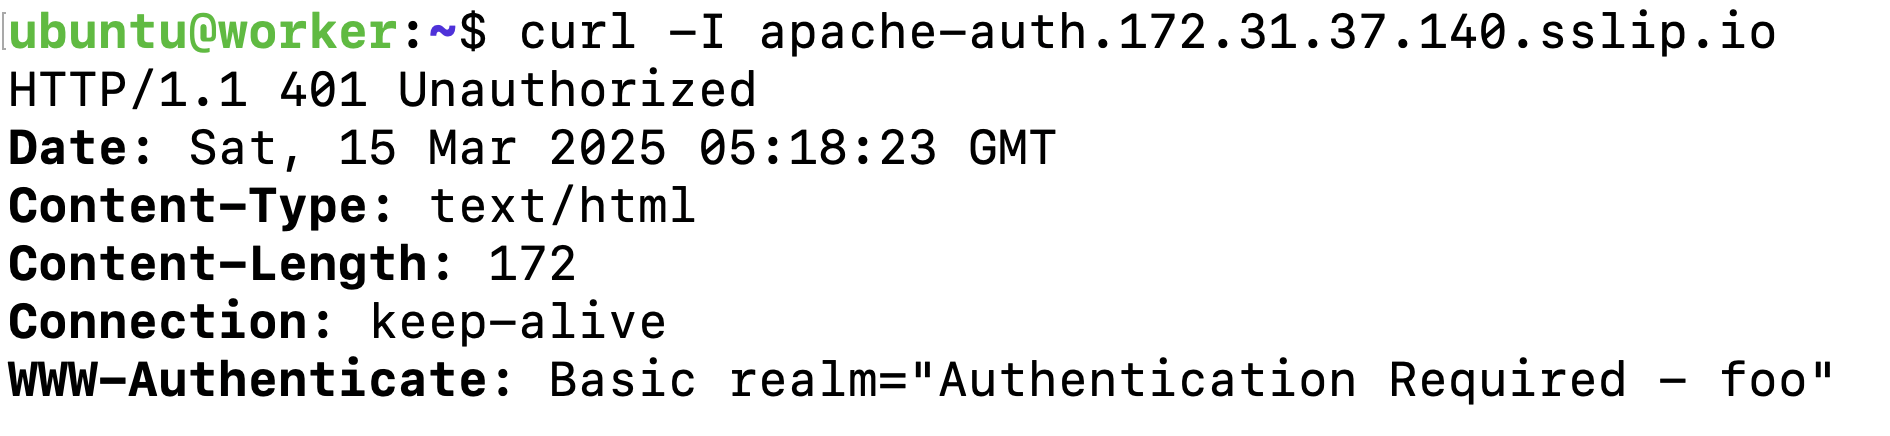 ubuntu@worker:~$ curl -I apache-auth.172.31.37.140.sslip.io
HTTP/1.1 401 Unauthorized
Date: Sat, 15 Mar 2025 05:18:23 GMT
Content-Type: text/html
Content-Length: 172
Connection: keep-alive
WWW-Authenticate: Basic realm="Authentication Required - foo"